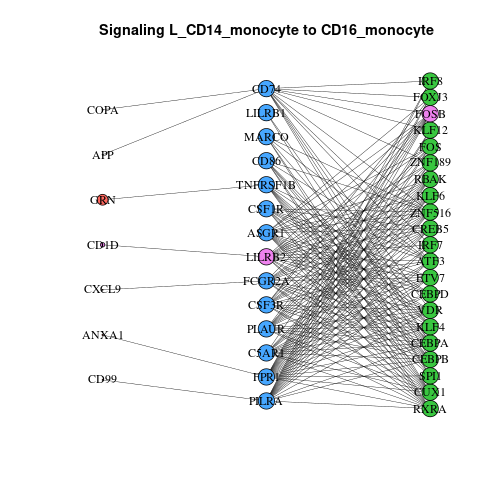 Signaling L_CD14_monocyte to CD16_monocyte
COPA
APP
GRN
CD1D
CXCL9
ANXA1
CD99
CD74
LILRB1
MARCO
CD86
TNFRSF1B
CSF1R
ASGR1
LILRB2
FCGR2A
CSF3R
PLAUR
C5AR1
FPR1
PILRA
IRF8
FOXJ3
FOSB
KLF12
FOS
ZNF189
RBAK
KLF6
ZNF516
CREB5
IRF7
ATF3
ETV7
CEBPD
VDR
KLF4
CEBPA
CEBPB
SPI1
CUX1
RXRA